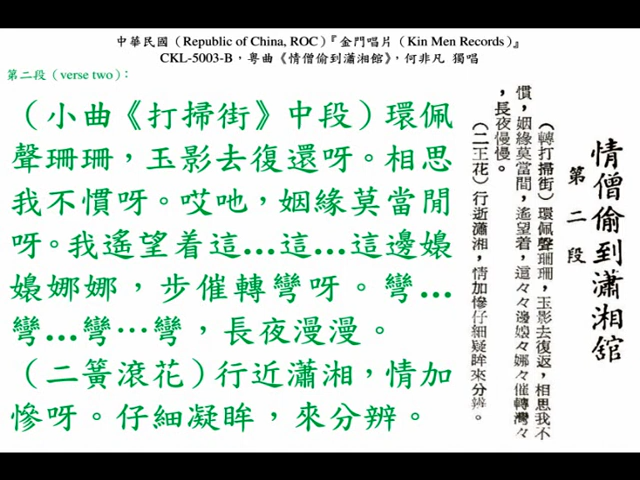 中華民國（Republic of China, ROC）『金門唱片（Kin Men Records）』
CKL-5003-B，粵曲《情僧偷到瀟湘館》，何非凡 獨唱
第二段（verse two）：
（小曲《打掃街》中段）環佩
聲珊珊，玉影去復還呀。相思
我不慣呀。哎吔，姻緣莫當閒
呀。我遙望着這…這…這邊嬝
嬝娜娜，步催轉彎呀。彎…
彎…彎…彎，長夜漫漫。
（二簧滾花）行近瀟湘，情加
慘呀。仔細凝眸，來分辨。
情僧偷到瀟湘舘
第二段
（轉打掃街）環佩聲珊珊，玉影去復返，相思我不
慣，姻緣莫當間，遙望着，這々々邊娘々娜々催轉灣々
，長夜慢慢。
（二王花）行逝瀟湘，情加慘仔細疑眸來分辨。